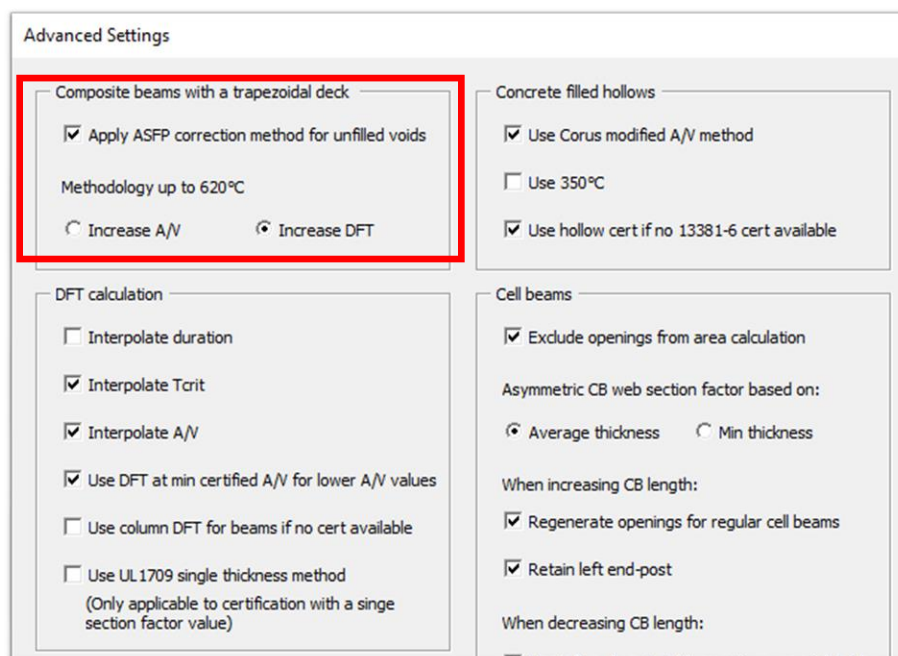 Advanced Settings
Composite beams with a trapezoidal deck
Apply ASFP correction method for unfilled voids
Methodology up to 620°C
Increase A/V
Increase DFT
Concrete filled hollows
Use Corus modified A/V method
Use 350°C
Use hollow cert if no 13381-6 cert available
DFT calculation
Interpolate duration
Interpolate Tcrit
Interpolate A/V
Use DFT at min certified A/V for lower A/V values
Use column DFT for beams if no cert available
Use UL1709 single thickness method
(Only applicable to certification with a singe
section factor value)
Cell beams
Exclude openings from area calculation
Asymmetric CB web section factor based on:
Average thickness
Min thickness
When increasing CB length:
Regenerate openings for regular cell beams
Retain left end-post
When decreasing CB length: